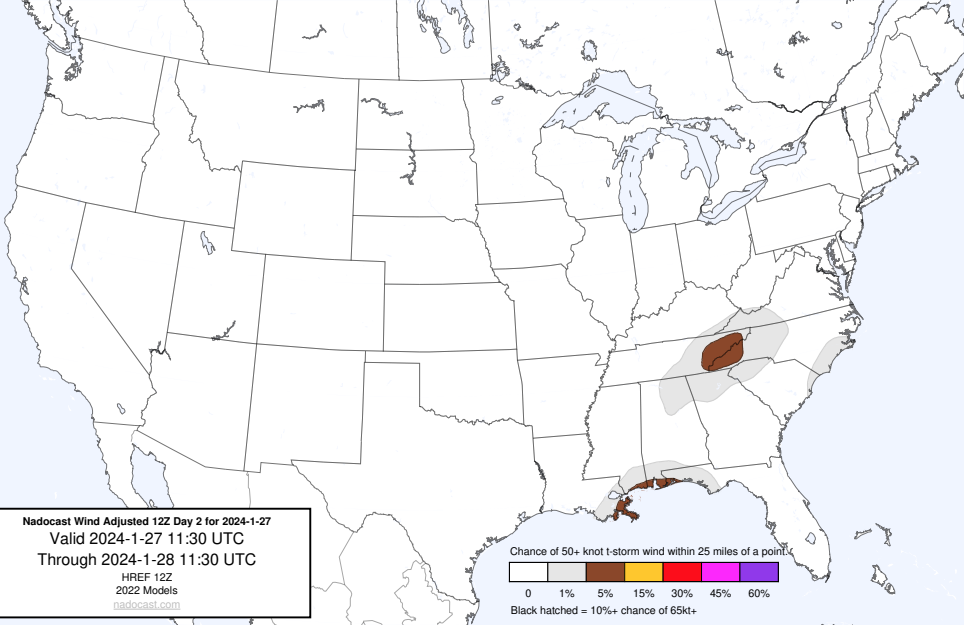 Nadocast Wind Adjusted 12Z Day 2 for 2024-1-27
Valid 2024-1-27 11:30 UTC
Through 2024-1-28 11:30 UTC
HREF 12Z
2022 Models
nadocast.com
Chance of 50+ knot t-storm wind within 25 miles of a point.
0 1% 5% 15% 30% 45% 60%
Black hatched = 10%+ chance of 65kt+